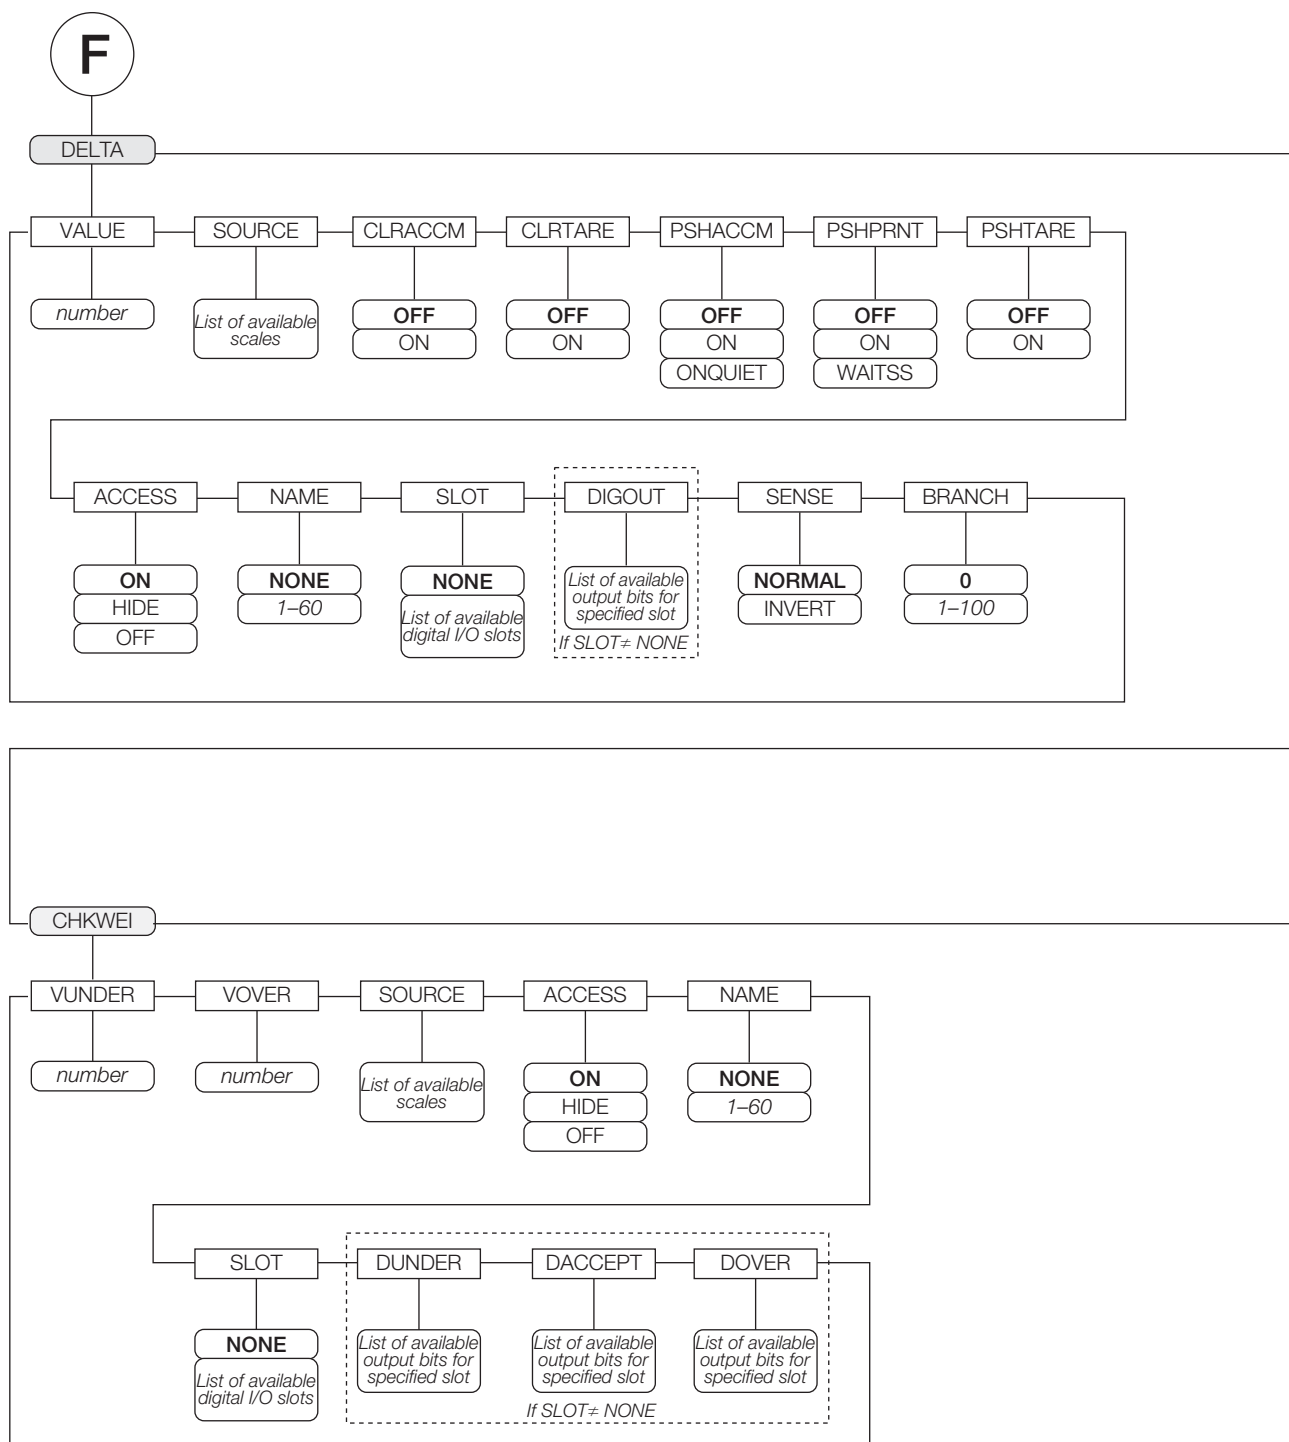 F
DELTA
VALUE SOURCE CLRACCM CLRTARE PSHACCM PSHPRNT PSHTARE
number
List of available
scales
OFF
ON
OFF
ON
OFF
ON
ONQUIET
OFF
ON
WAITSS
OFF
ON
ACCESS NAME SLOT DIGOUT SENSE BRANCH
ON
HIDE
OFF
NONE
1–60
NONE
List of available
digital I/O slots
List of available
output bits for
specified slot
If SLOT≠ NONE
NORMAL
INVERT
0
1–100
CHKWEI
VUNDER VOVER SOURCE ACCESS NAME
number
number
List of available
scales
ON
HIDE
OFF
NONE
1–60
SLOT DUNDER DACCEPT DOVER
NONE
List of available
digital I/O slots
List of available
output bits for
specified slot
List of available
output bits for
specified slot
List of available
output bits for
specified slot
If SLOT≠ NONE